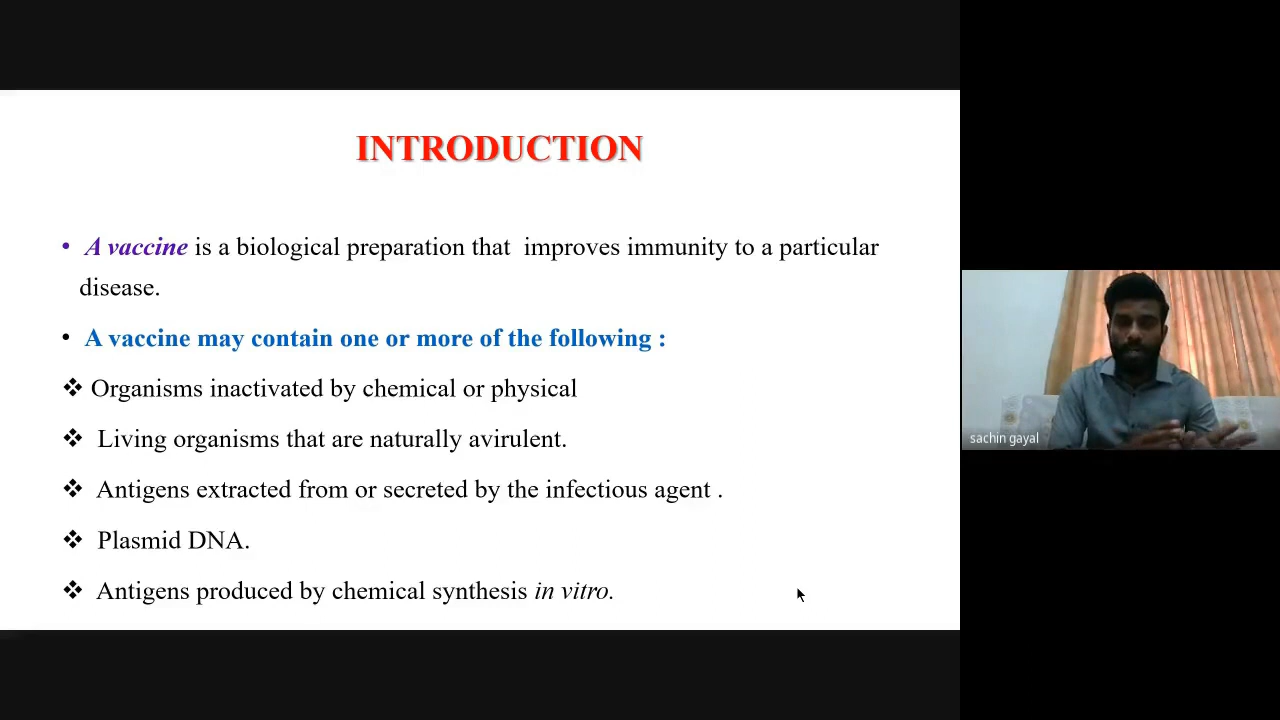 INTRODUCTION
• A vaccine is a biological preparation that improves immunity to a particular
disease.
• A vaccine may contain one or more of the following :
❖ Organisms inactivated by chemical or physical
❖ Living organisms that are naturally avirulent.
❖ Antigens extracted from or secreted by the infectious agent .
❖ Plasmid DNA.
❖ Antigens produced by chemical synthesis in vitro.
sachin gayal